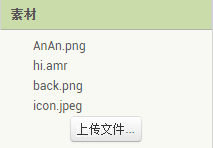 素材
AnAn.png
hi.amr
back.png
icon.jpeg
上传文件...